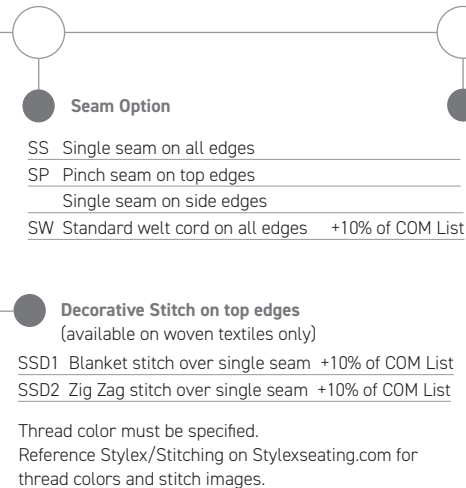 Seam Option
SS Single seam on all edges
SP Pinch seam on top edges
Single seam on side edges
SW Standard welt cord on all edges +10% of COM List
Decorative Stitch on top edges
(available on woven textiles only)
SSD1 Blanket stitch over single seam +10% of COM List
SSD2 Zig Zag stitch over single seam +10% of COM List
Thread color must be specified.
Reference Stylex/Stitching on Stylexseating.com for
thread colors and stitch images.